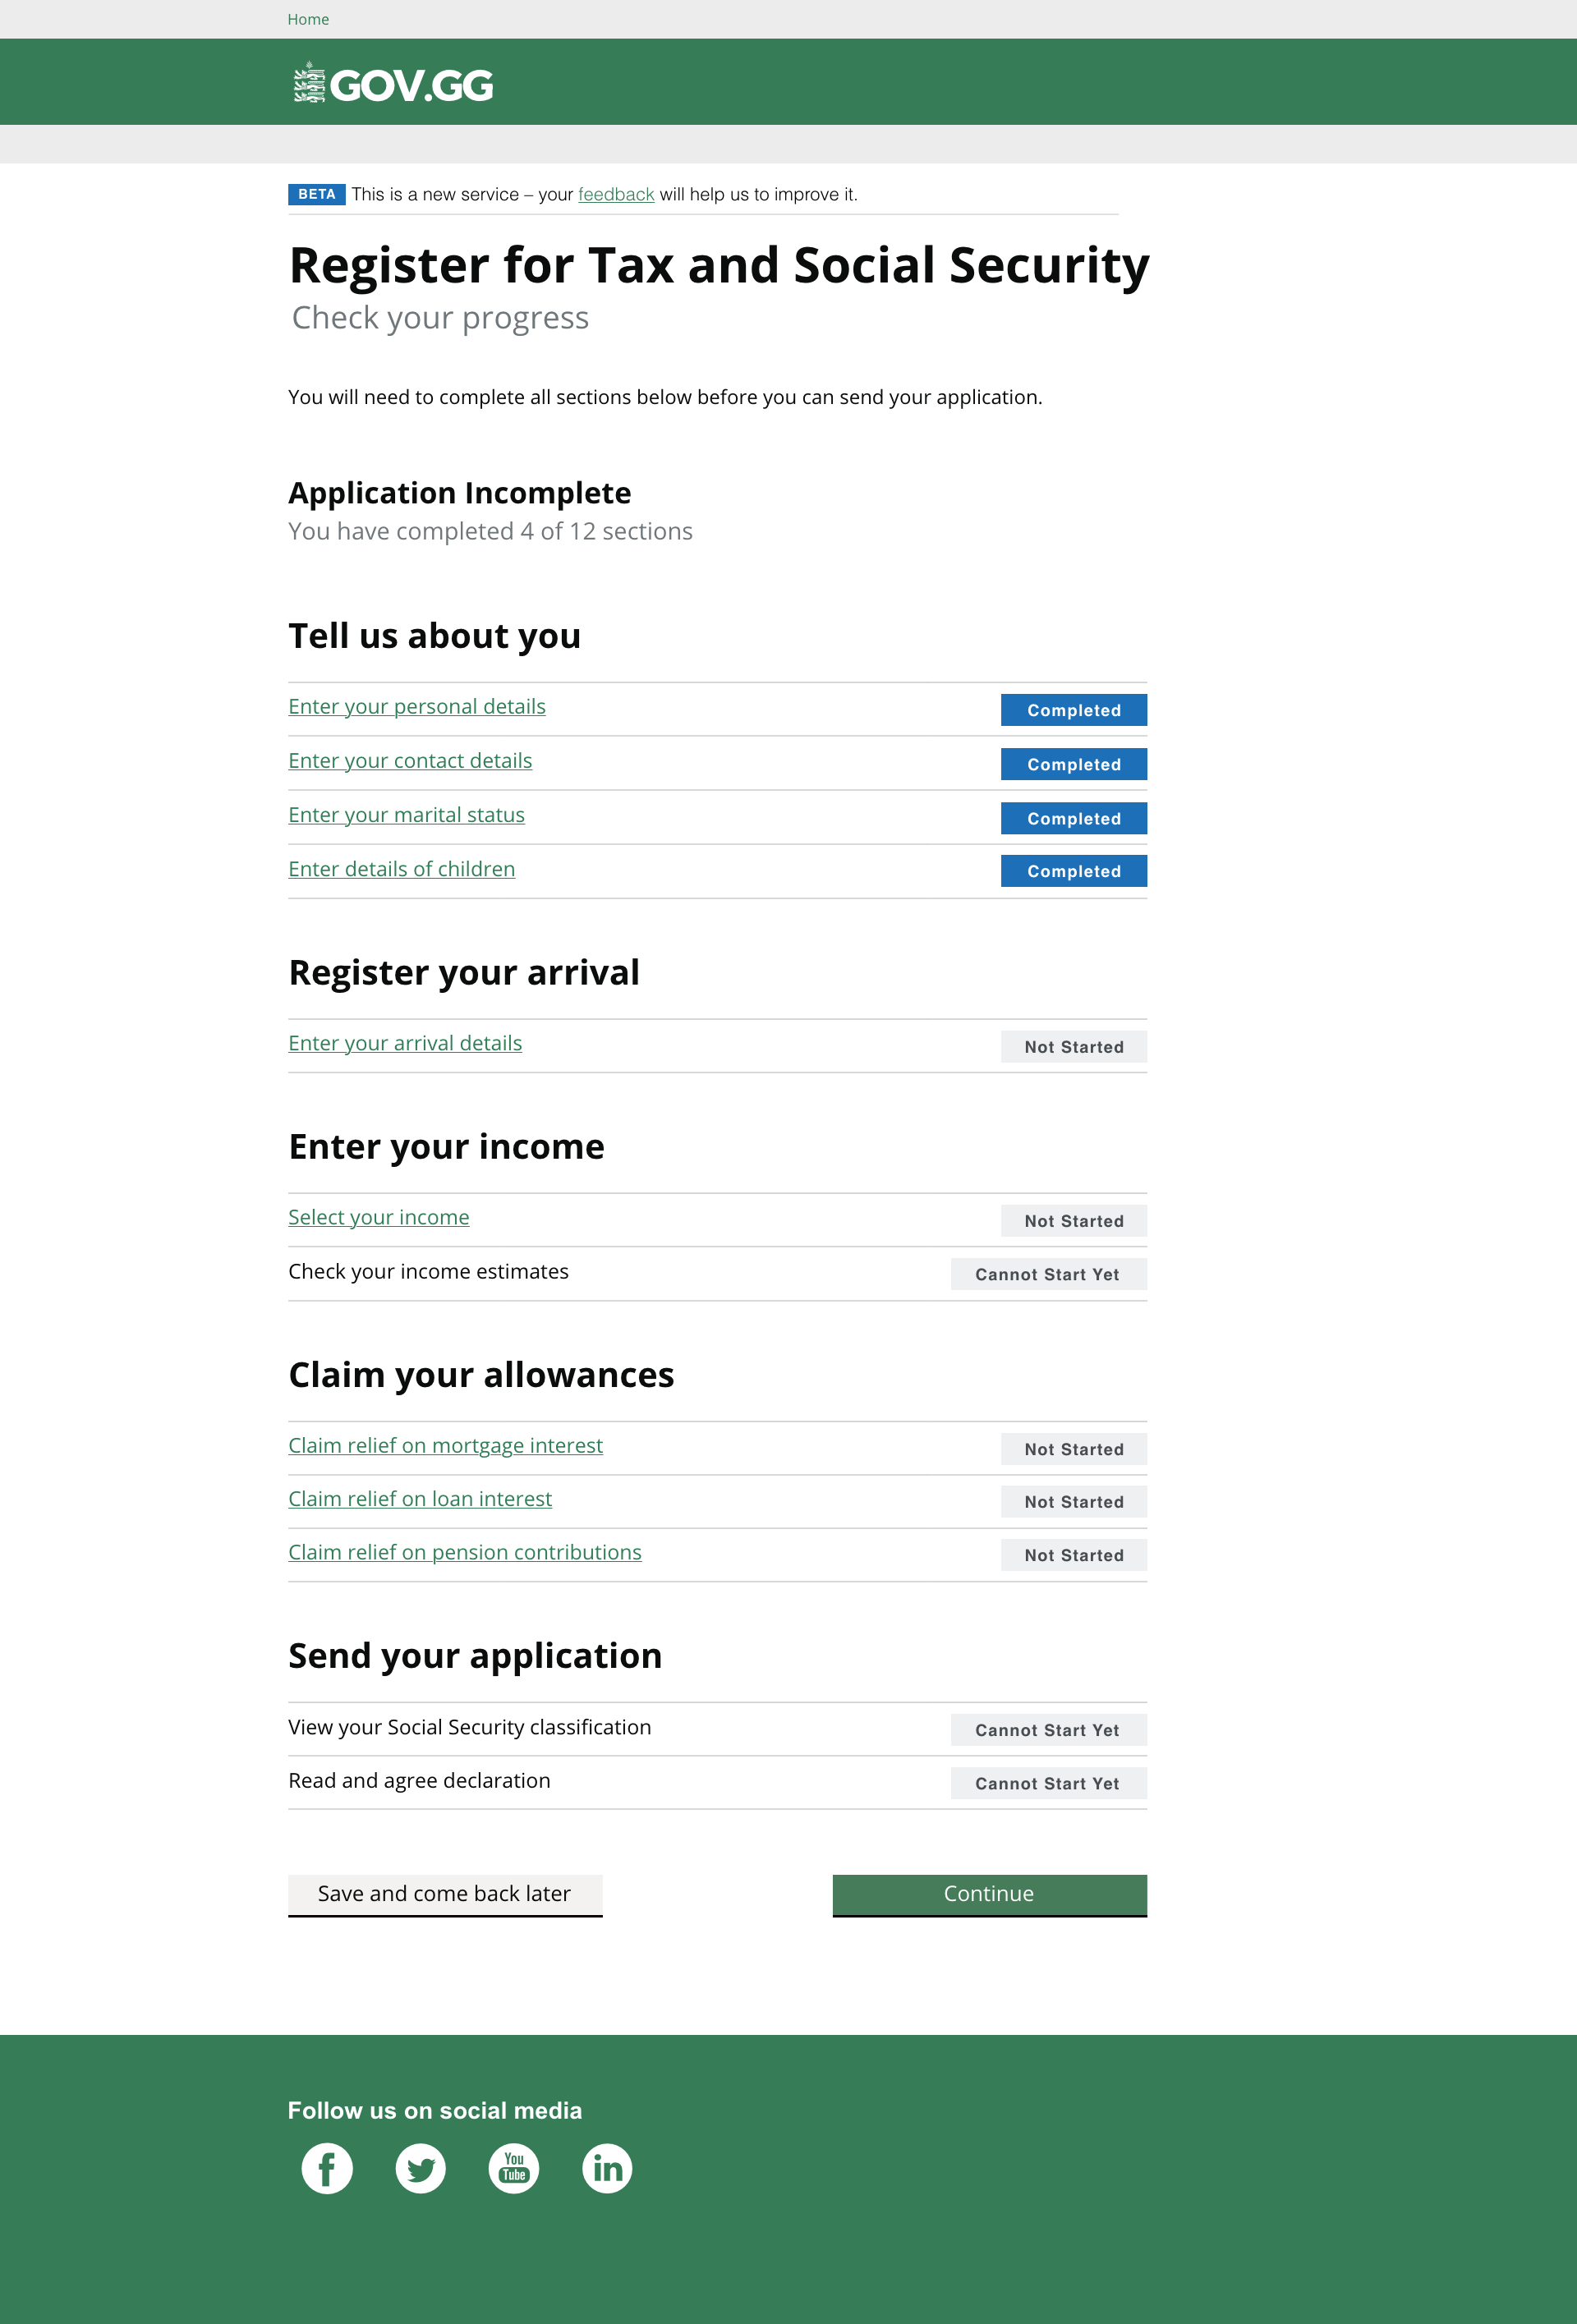 Home
GOV.GG
BETA This is a new service – your feedback will help us to improve it.
Register for Tax and Social Security
Check your progress
You will need to complete all sections below before you can send your application.
Application Incomplete
You have completed 4 of 12 sections
Tell us about you
Enter your personal details Completed
Enter your contact details Completed
Enter your marital status Completed
Enter details of children Completed
Register your arrival
Enter your arrival details Not Started
Enter your income
Select your income Not Started
Check your income estimates Cannot Start Yet
Claim your allowances
Claim relief on mortgage interest Not Started
Claim relief on loan interest Not Started
Claim relief on pension contributions Not Started
Send your application
View your Social Security classification Cannot Start Yet
Read and agree declaration Cannot Start Yet
Save and come back later Continue
Follow us on social media
You
Tube
in